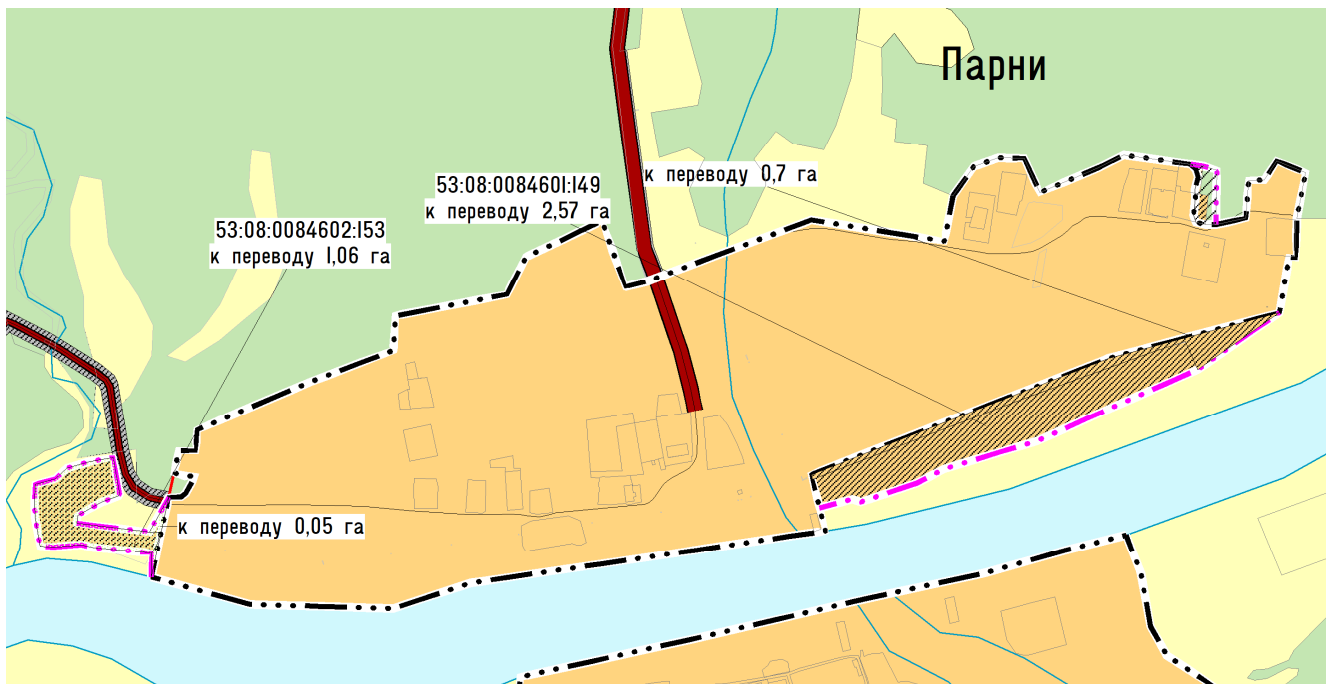 Парни
к переводу 0,7 га
53:08:0084601:149
к переводу 2,57 га
53:08:0084602:153
к переводу 1,06 га
к переводу 0,05 га